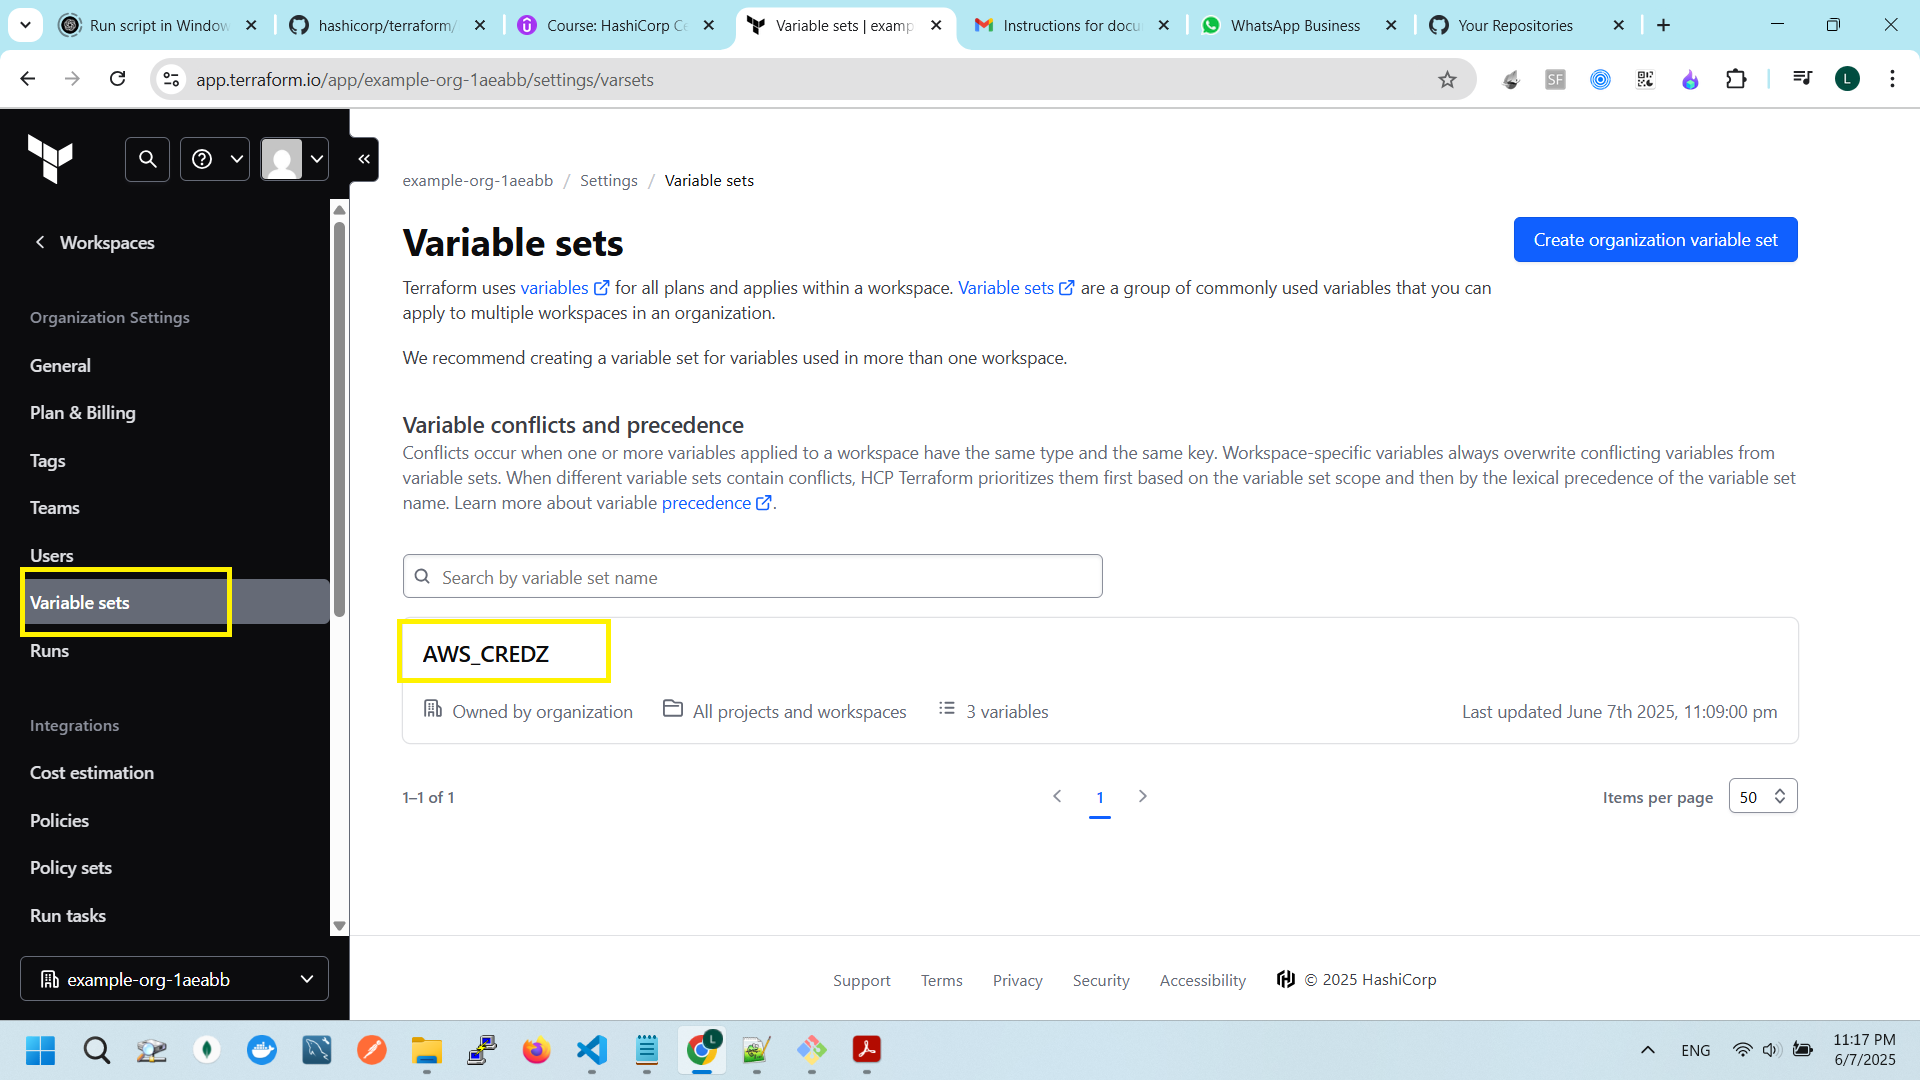 Run script in Window
hashicorp/terraform/
Course: HashiCorp Ce
Variable sets | examp
Instructions for docu
WhatsApp Business
Your Repositories
app.terraform.io/app/example-org-1aeabb/settings/varsets
SF
L
Workspaces
Organization Settings
General
Plan & Billing
Tags
Teams
Users
Variable sets
Runs
Integrations
Cost estimation
Policies
Policy sets
Run tasks
example-org-1aeabb
example-org-1aeabb / Settings / Variable sets
Variable sets
Create organization variable set
Terraform uses variables for all plans and applies within a workspace. Variable sets are a group of commonly used variables that you can
apply to multiple workspaces in an organization.
We recommend creating a variable set for variables used in more than one workspace.
Variable conflicts and precedence
Conflicts occur when one or more variables applied to a workspace have the same type and the same key. Workspace-specific variables always overwrite conflicting variables from
variable sets. When different variable sets contain conflicts, HCP Terraform prioritizes them first based on the variable set scope and then by the lexical precedence of the variable set
name. Learn more about variable precedence .
Search by variable set name
AWS_CREDZ
Owned by organization All projects and workspaces 3 variables Last updated June 7th 2025, 11:09:00 pm
1–1 of 1
1
Items per page 50
Support Terms Privacy Security Accessibility © 2025 HashiCorp
L
ENG
11:17 PM
6/7/2025